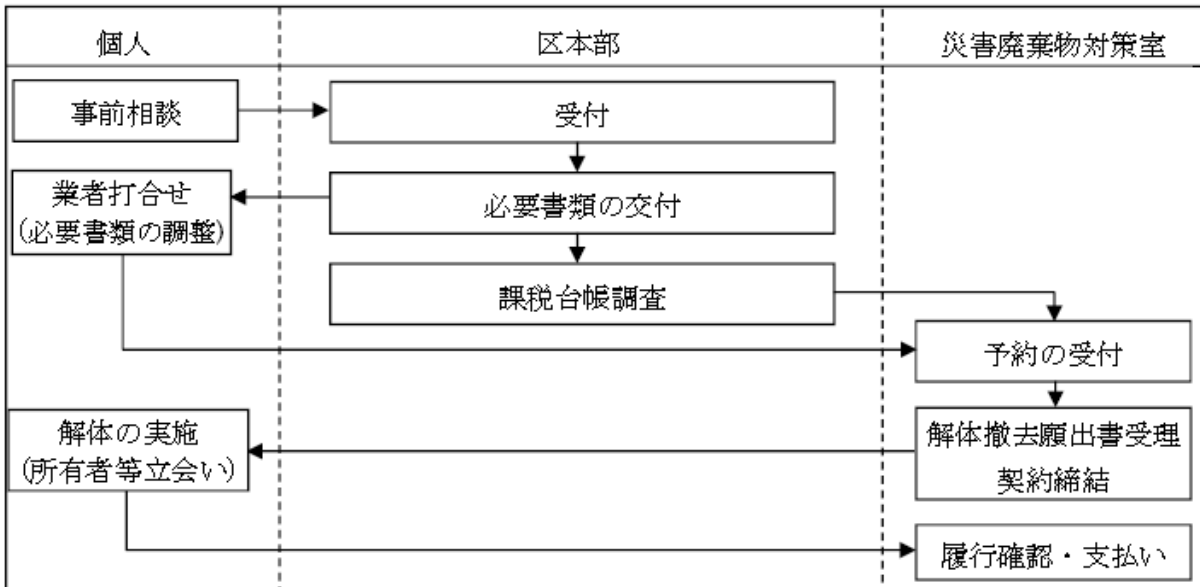 個人
区本部
災害廃棄物対策室
事前相談
受付
業者打合せ
(必要書類の調整)
必要書類の交付
課税台帳調査
予約の受付
解体の実施
(所有者等立会い)
解体撤去願出書受理
契約締結
履行確認・支払い